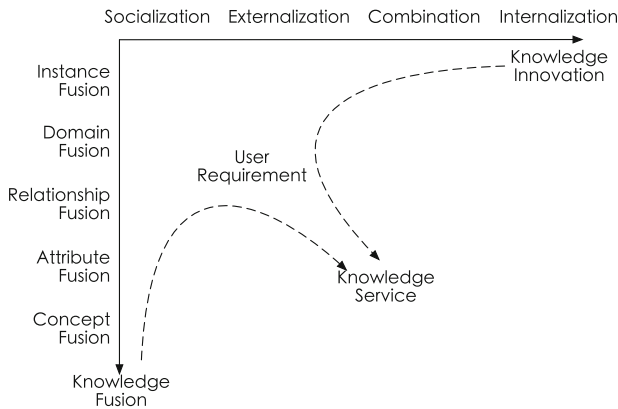 Socialization Externalization Combination Internalization
Knowledge
Innovation
Instance
Fusion
Domain
Fusion
User
Requirement
Relationship
Fusion
Attribute
Fusion
Knowledge
Service
Concept
Fusion
Knowledge
Fusion